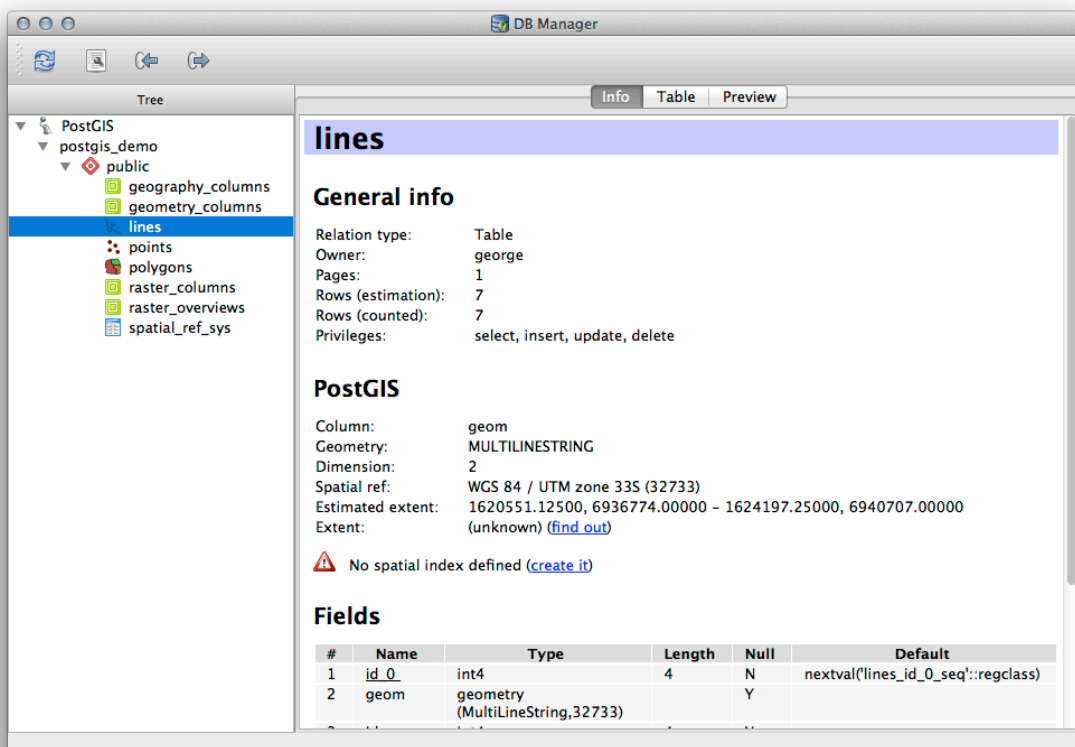 DB Manager
Tree
Info Table Preview
PostGIS
postgis_demo
public
geography_columns
geometry_columns
lines
points
polygons
raster_columns
raster_overviews
spatial_ref_sys
lines
General info
Relation type: Table
Owner: george
Pages: 1
Rows (estimation): 7
Rows (counted): 7
Privileges: select, insert, update, delete
PostGIS
Column: geom
Geometry: MULTILINESTRING
Dimension: 2
Spatial ref: WGS 84 / UTM zone 33S (32733)
Estimated extent: 1620551.12500, 6936774.00000 - 1624197.25000, 6940707.00000
Extent: (unknown) (find out)
No spatial index defined (create it)
Fields
# Name Type Length Null Default
1 id_0 int4 4 N nextval('lines_id_0_seq'::regclass)
2 geom geometry Y
(MultiLineString,32733)